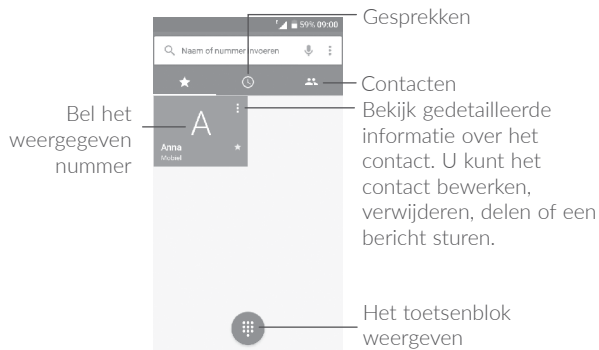 Gesprekken
59% 09:00
Naam of nummer invoeren
Contacten
Bel het
weergegeven
nummer
A
Anna
Mobiel
Bekijk gedetailleerde
informatie over het
contact. U kunt het
contact bewerken,
verwijderen, delen of een
bericht sturen.
Het toetsenblok
weergeven